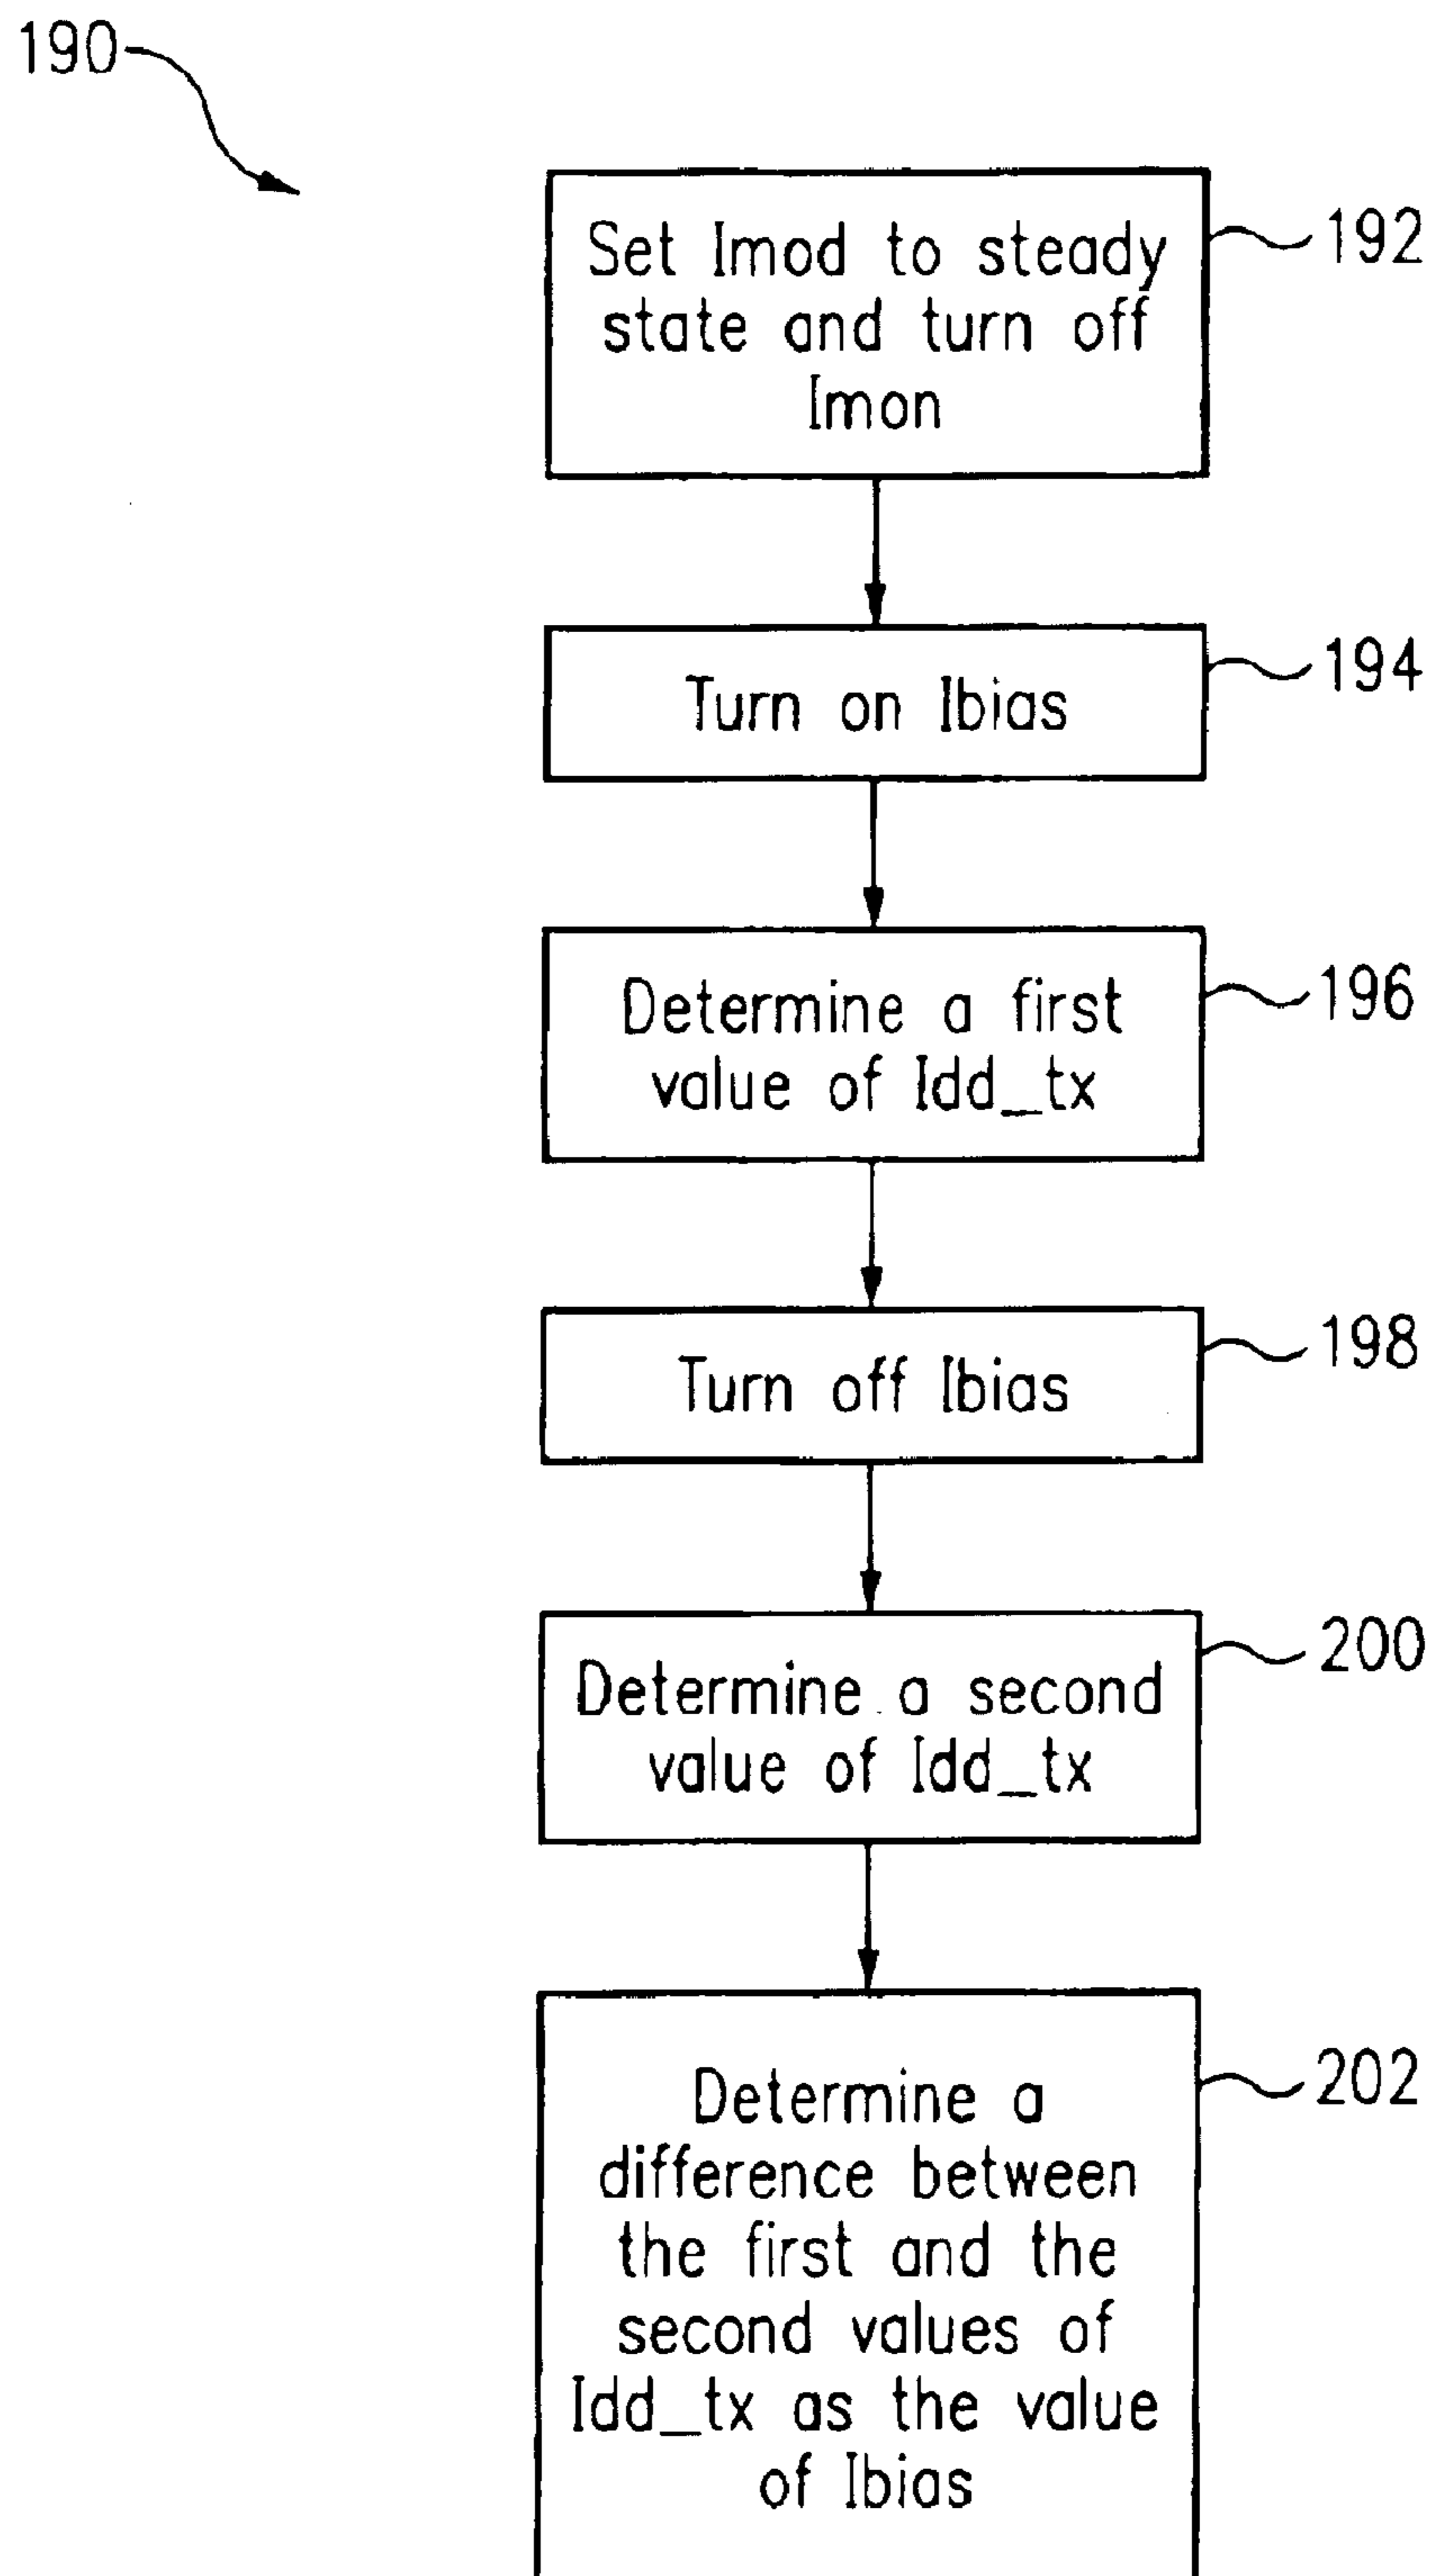 190
Set Imod to steady
state and turn off
Imon
192
Turn on Ibias
194
Determine a first
value of Idd_tx
196
Turn off Ibias
198
Determine a second
value of Idd_tx
200
Determine a
difference between
the first and the
second values of
Idd_tx as the value
of Ibias
202